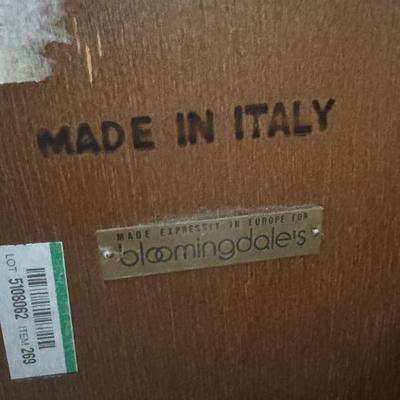 MADE IN ITALY
MADE EXPRESSLY IN EUROPE FOR
bloomingdale's
LOT 5108062 ITEM 269